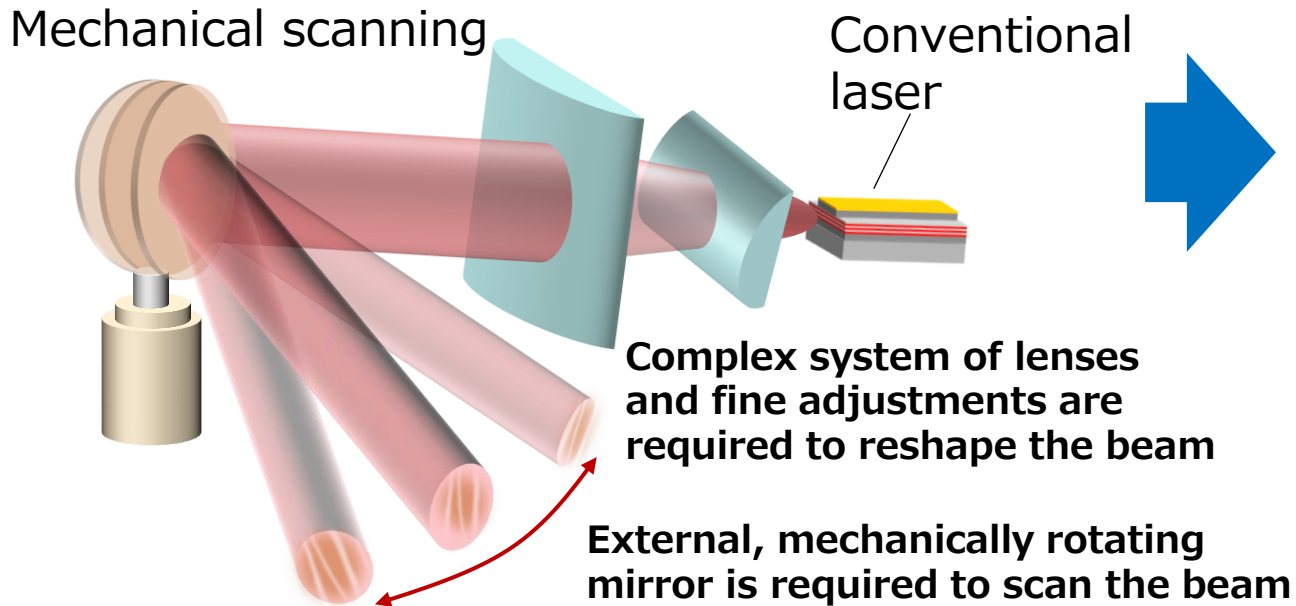 Mechanical scanning
Conventional
laser
Complex system of lenses
and fine adjustments are
required to reshape the beam
External, mechanically rotating
mirror is required to scan the beam